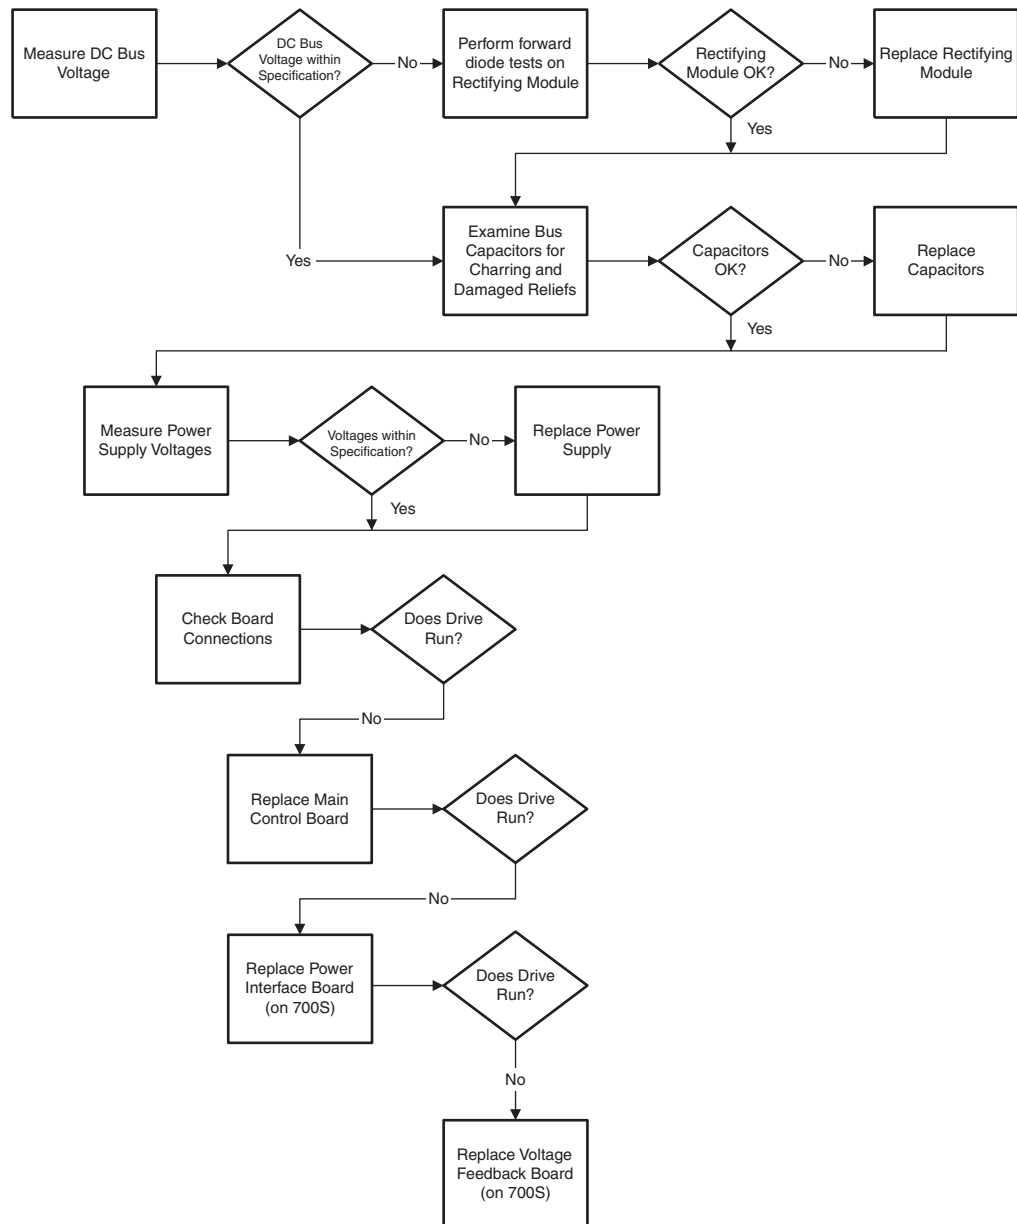 Measure DC Bus
Voltage
DC Bus
Voltage within
Specification?
No
Perform forward
diode tests on
Rectifying Module
Rectifying
Module OK?
No
Replace Rectifying
Module
Yes
Yes
Examine Bus
Capacitors for
Charring and
Damaged Reliefs
Capacitors
OK?
No
Replace
Capacitors
Yes
Measure Power
Supply Voltages
Voltages within
Specification?
No
Replace Power
Supply
Yes
Check Board
Connections
Does Drive
Run?
No
Replace Main
Control Board
Does Drive
Run?
No
Replace Power
Interface Board
(on 700S)
Does Drive
Run?
No
Replace Voltage
Feedback Board
(on 700S)